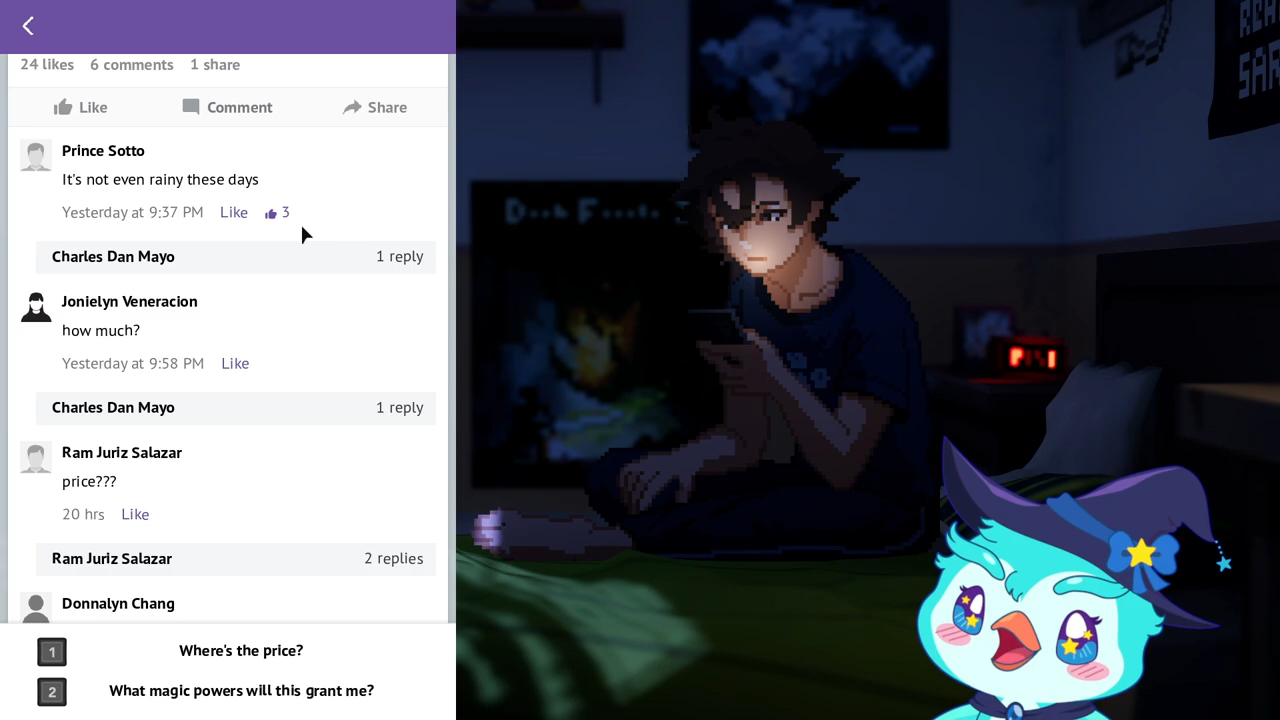 24 likes 6 comments 1 share
Like Comment Share
Prince Sotto
It's not even rainy these days
Yesterday at 9:37 PM Like 3
Charles Dan Mayo 1 reply
Jonielyn Veneracion
how much?
Yesterday at 9:58 PM Like
Charles Dan Mayo 1 reply
Ram Juriz Salazar
price???
20 hrs Like
Ram Juriz Salazar 2 replies
Donnalyn Chang
1 Where's the price?
2 What magic powers will this grant me?